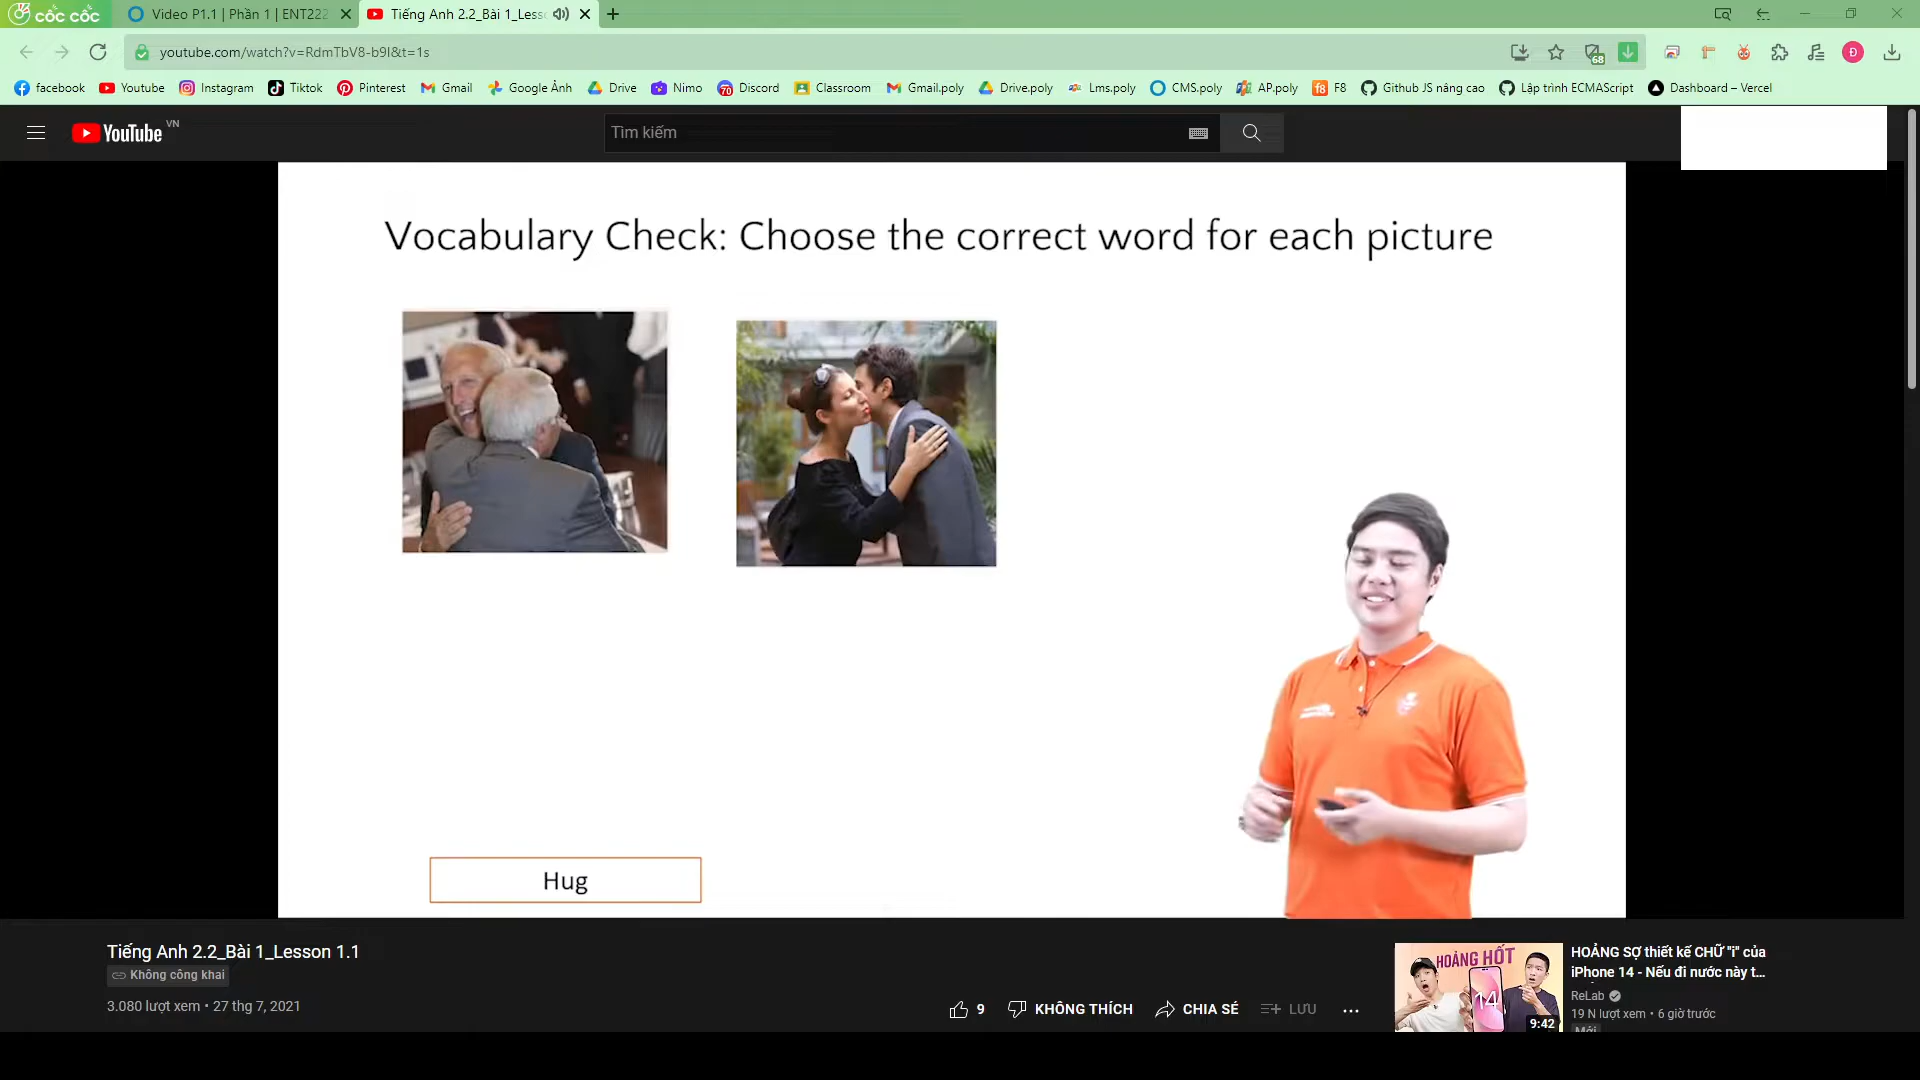 cốc cốc
Video P1.1 | Phần 1 | ENT222
Tiếng Anh 2.2_Bài 1_Less
youtube.com/watch?v=RdmTbV8-b9I&t=1s
68
Đ
facebook
Youtube
Instagram
Tiktok
Pinterest
Gmail
Google Ảnh
Drive
Nimo
70
Discord
Classroom
Gmail.poly
Drive.poly
Lms.poly
CMS.poly
AP.poly
f8
F8
Github JS nâng cao
Lập trình ECMAScript
Dashboard – Vercel
YouTube VN
Tìm kiếm
Vocabulary Check: Choose the correct word for each picture
Hug
Tiếng Anh 2.2_Bài 1_Lesson 1.1
Không công khai
3.080 lượt xem • 27 thg 7, 2021
9
KHÔNG THÍCH
CHIA SẺ
LƯU
HOẢNG HỐT
14
9:42
HOẢNG SỢ thiết kế CHỮ "i" của
iPhone 14 - Nếu đi nước này t...
ReLab
19 N lượt xem • 6 giờ trước
Mới